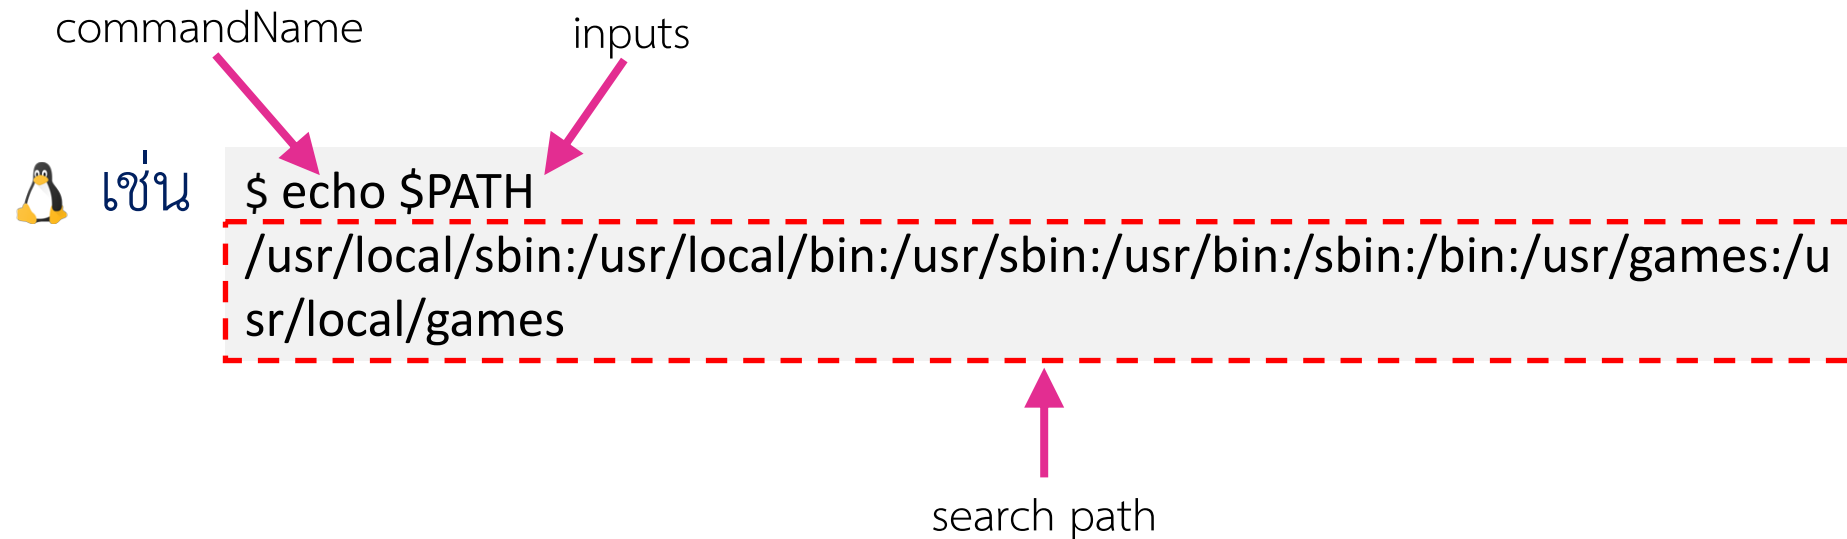 commandName
inputs
เช่น
$ echo $PATH
/usr/local/sbin:/usr/local/bin:/usr/sbin:/usr/bin:/sbin:/bin:/usr/games:/u
sr/local/games
search path